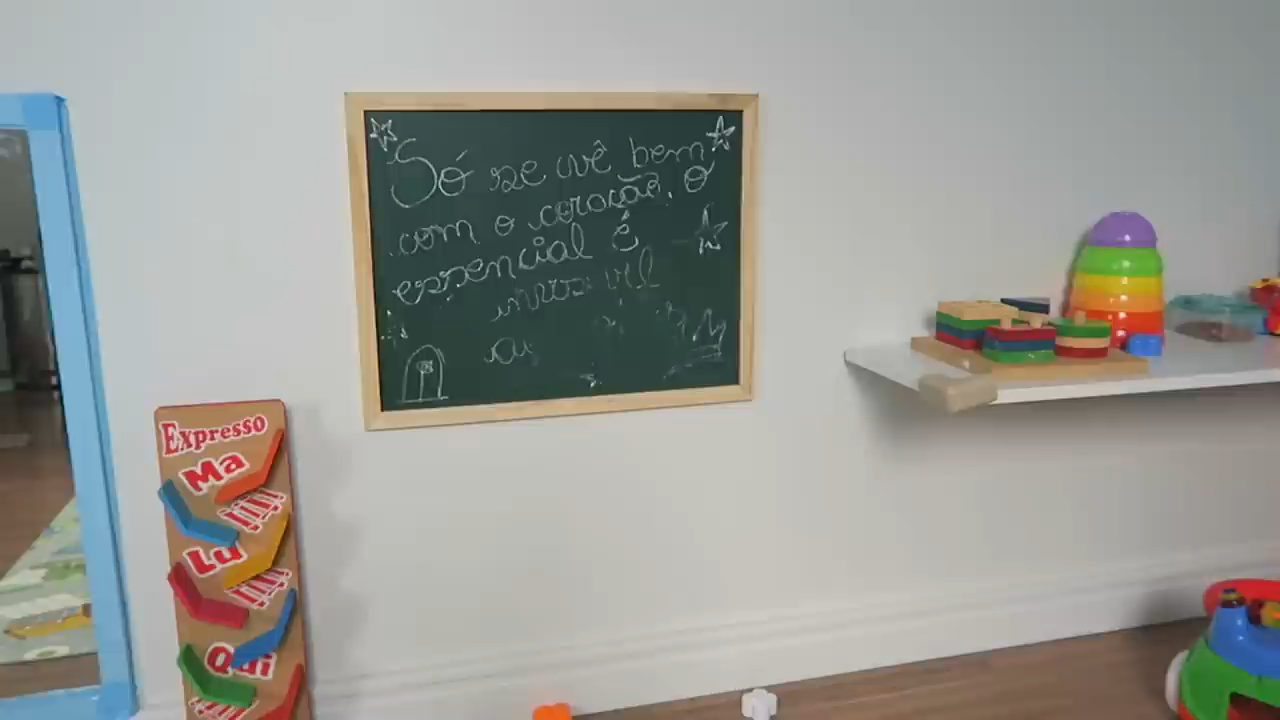 Só se vê bem
com o coração. O
essencial é
Expresso
Ma
Lu
Qui